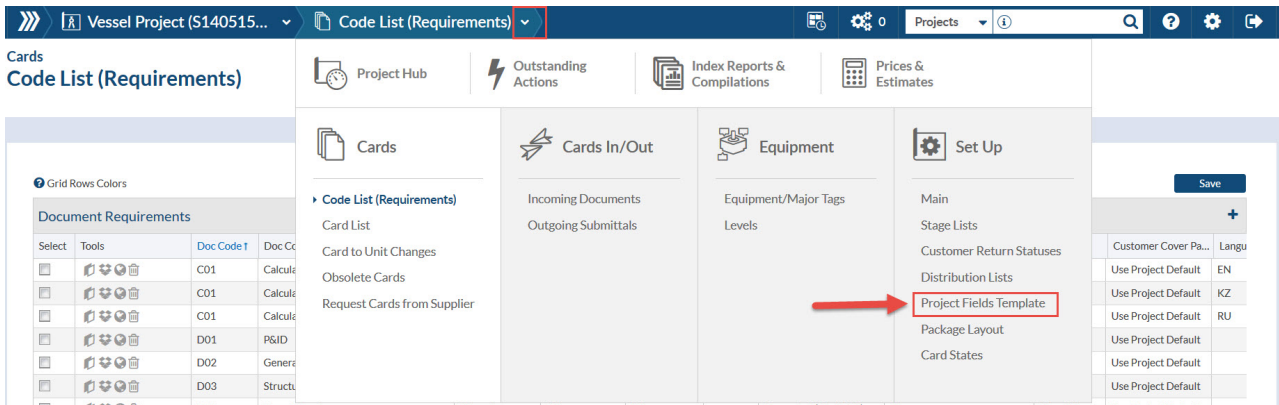 Vessel Project (S140515...
Code List (Requirements)
0
Projects
Cards
Code List (Requirements)
Project Hub
Outstanding
Actions
Index Reports &
Compilations
Prices &
Estimates
Cards
Cards In/Out
Equipment
Set Up
Code List (Requirements)
Card List
Card to Unit Changes
Obsolete Cards
Request Cards from Supplier
Incoming Documents
Outgoing Submittals
Equipment/Major Tags
Levels
Main
Stage Lists
Customer Return Statuses
Distribution Lists
Project Fields Template
Package Layout
Card States
Grid Rows Colors
Save
Document Requirements
+
Select Tools Doc Code↑ Doc Co Customer Cover Pa... Langu
C01 Calcula Use Project Default EN
C01 Calcula Use Project Default KZ
C01 Calcula Use Project Default RU
D01 P&ID Use Project Default
D02 Genera Use Project Default
D03 Structu Use Project Default